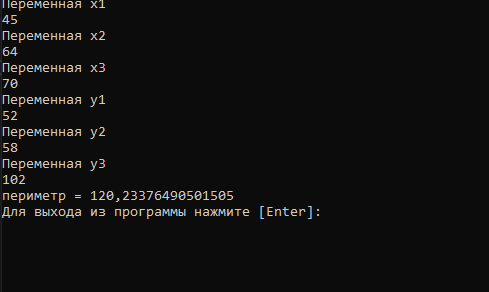 Переменная x1
45
Переменная x2
64
Переменная x3
70
Переменная y1
52
Переменная y2
58
Переменная y3
102
периметр = 120,23376490501505
Для выхода из программы нажмите [Enter]: